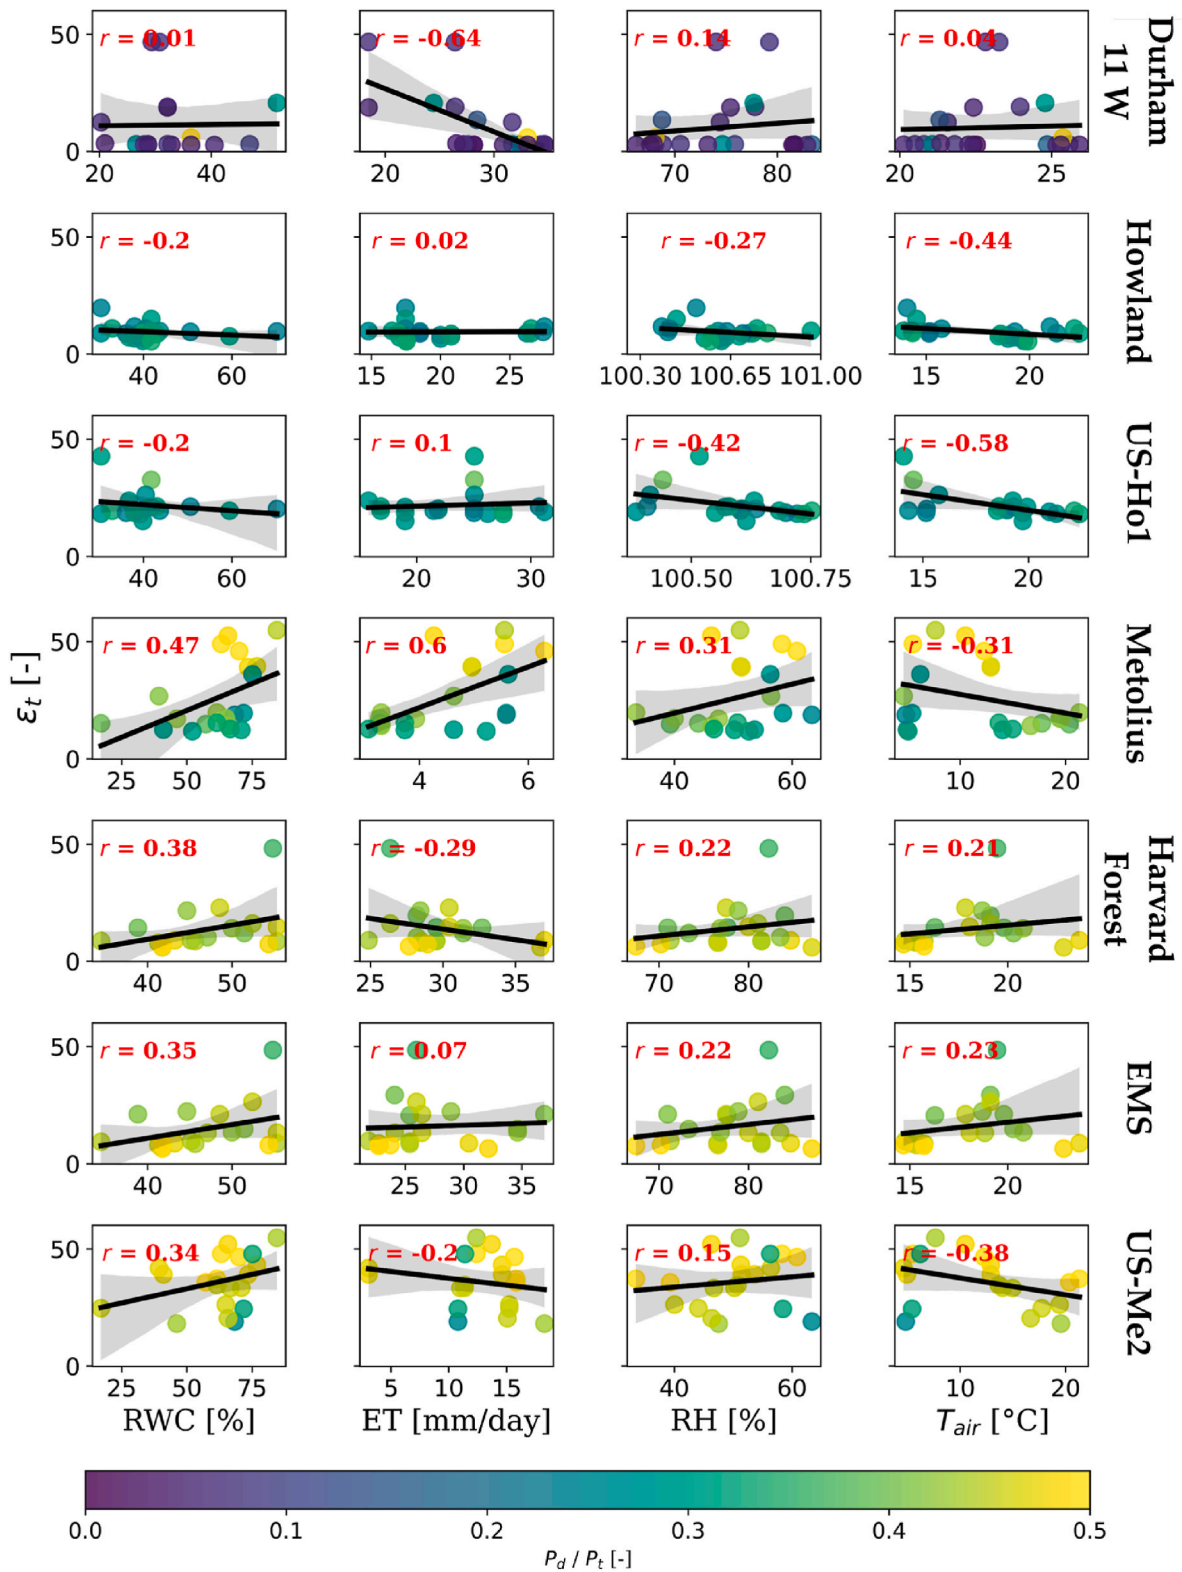 50
0
r = 0.01
r = -0.64
r = 0.14
r = 0.04
Durham
11 W
20 40
20 30
70 80
20 25
50
0
r = -0.2
r = 0.02
r = -0.27
r = -0.44
Howland
40 60
15 20 25
100.30 100.65 101.00
15 20
50
0
r = -0.2
r = 0.1
r = -0.42
r = -0.58
US-Ho1
40 60
20 30
100.50 100.75
15 20
50
0
r = 0.47
r = 0.6
r = 0.31
r = -0.31
Metolius
25 50 75
4 6
40 60
10 20
50
0
r = 0.38
r = -0.29
r = 0.22
r = 0.21
Harvard
Forest
40 50
25 30 35
70 80
15 20
50
0
r = 0.35
r = 0.07
r = 0.22
r = 0.23
EMS
40 50
25 30 35
70 80
15 20
50
0
r = 0.34
r = -0.2
r = 0.15
r = -0.38
US-Me2
25 50 75
5 10 15
40 60
10 20
RWC [%]
ET [mm/day]
RH [%]
T_air [°C]
0.0 0.1 0.2 0.3 0.4 0.5
P_d / P_t [-]